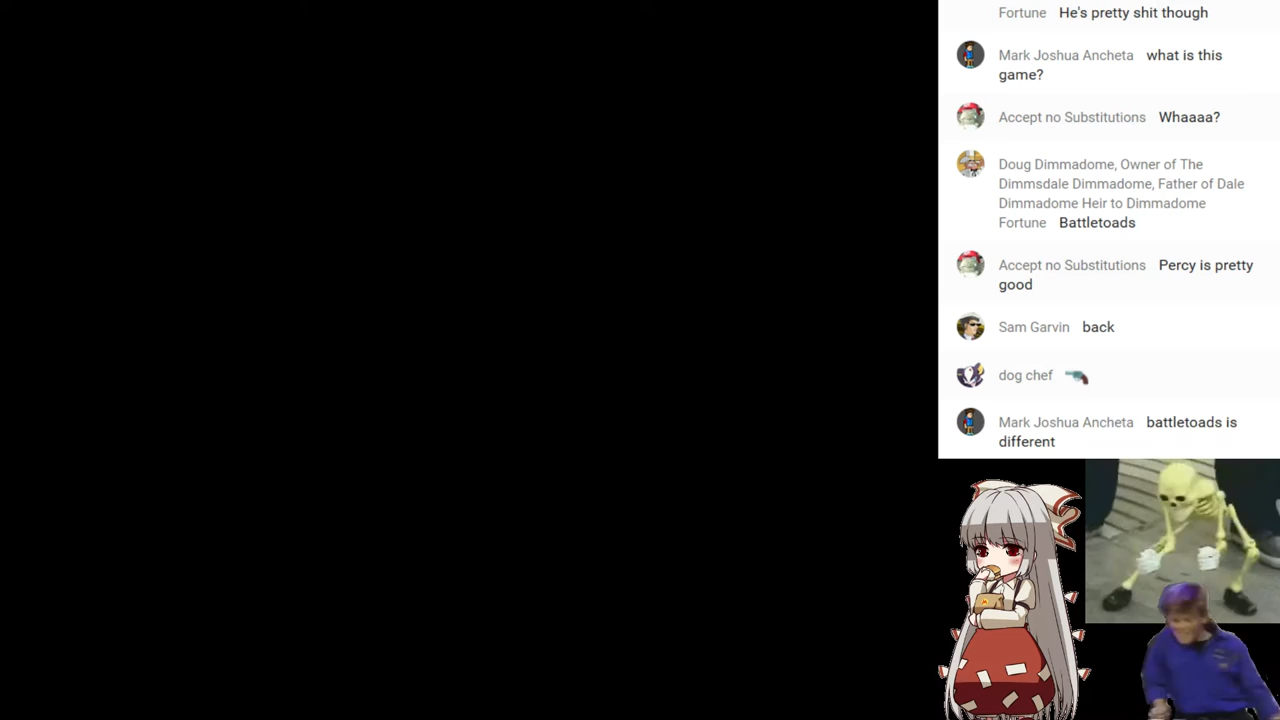 Fortune He's pretty shit though
Mark Joshua Ancheta what is this
game?
Accept no Substitutions Whaaaa?
Doug Dimmadome, Owner of The
Dimmsdale Dimmadome, Father of Dale
Dimmadome Heir to Dimmadome
Fortune Battletoads
Accept no Substitutions Percy is pretty
good
Sam Garvin back
dog chef
Mark Joshua Ancheta battletoads is
different